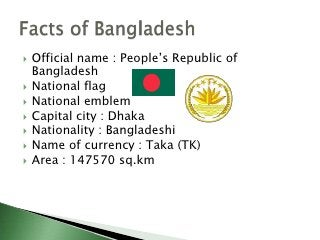 Facts of Bangladesh
Official name : People's Republic of
Bangladesh
National flag
National emblem
Capital city : Dhaka
Nationality : Bangladeshi
Name of currency : Taka (TK)
Area : 147570 sq.km